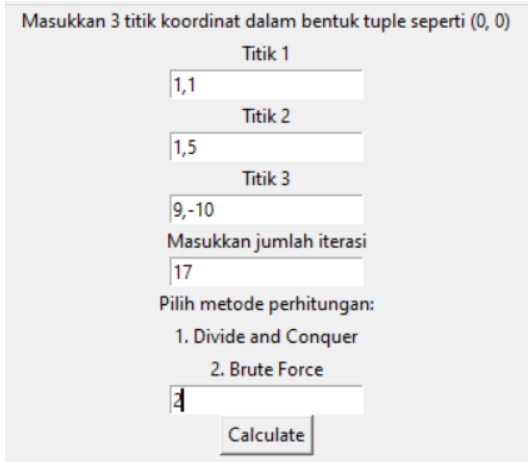 Masukkan 3 titik koordinat dalam bentuk tuple seperti (0, 0)
Titik 1
1,1
Titik 2
1,5
Titik 3
9,-10
Masukkan jumlah iterasi
17
Pilih metode perhitungan:
1. Divide and Conquer
2. Brute Force
2
Calculate